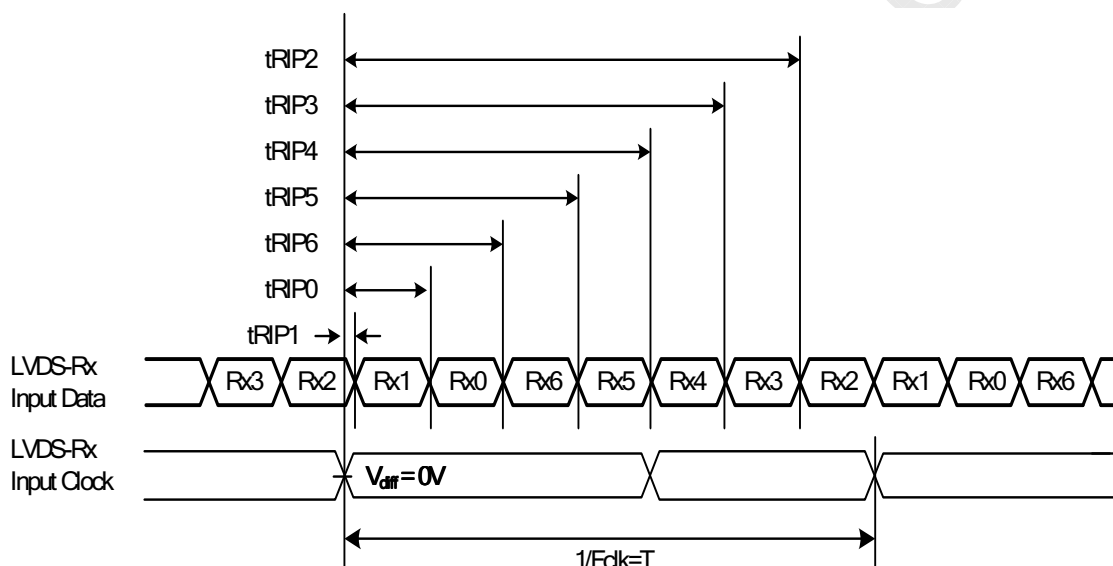 tRIP2
tRIP3
tRIP4
tRIP5
tRIP6
tRIP0
tRIP1
LVDS-Rx
Input Data
Rx3 Rx2 Rx1 Rx0 Rx6 Rx5 Rx4 Rx3 Rx2 Rx1 Rx0 Rx6
LVDS-Rx
Input Clock
Vdiff = 0V
1/Fclk=T